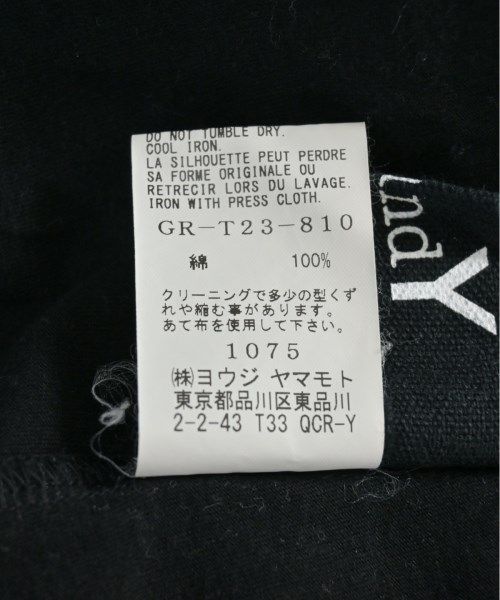 DO NOT TUMBLE DRY.
COOL IRON.
LA SILHOUETTE PEUT PERDRE
SA FORME ORIGINALE OU
RETRECIR LORS DU LAVAGE.
IRON WITH PRESS CLOTH.
GR-T23-810
綿 100%
クリーニングで多少の型くず
れや縮む事があります。
あて布を使用して下さい。
1075
㈱ヨウジ ヤマモト
東京都品川区東品川
2-2-43 T33 QCR-Y
und Y